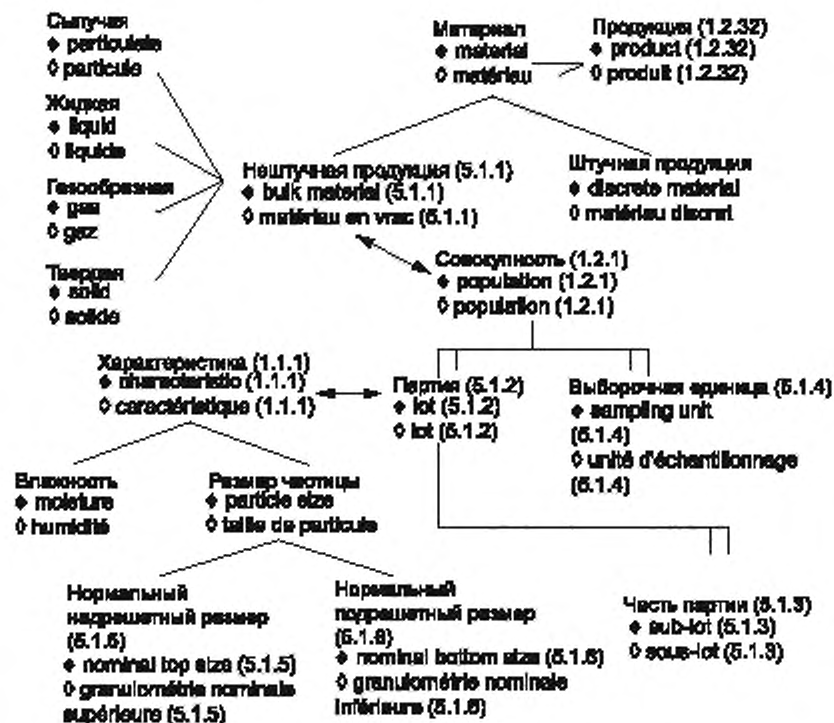 Сыпучая
♦ particulate
◊ particule
Жидкая
♦ liquid
◊ liquide
Газообразная
♦ gas
◊ gaz
Твердая
♦ solid
◊ solide
Материал
♦ material
◊ matériau
Продукция (1.2.32)
♦ product (1.2.32)
◊ produit (1.2.32)
Нештучная продукция (5.1.1)
♦ bulk material (5.1.1)
◊ matériau en vrac (5.1.1)
Штучная продукция
♦ discrete material
◊ matériau discret
Совокупность (1.2.1)
♦ population (1.2.1)
◊ population (1.2.1)
Характеристика (1.1.1)
♦ characteristic (1.1.1)
◊ caractéristique (1.1.1)
Партия (5.1.2)
♦ lot (5.1.2)
◊ lot (5.1.2)
Выборочная единица (5.1.4)
♦ sampling unit
(5.1.4)
◊ unité d'échantillonnage
(5.1.4)
Влажность
♦ moisture
◊ humidité
Размер частицы
♦ particle size
◊ taille de particule
Нормальный
надрешетный размер
(5.1.5)
♦ nominal top size (5.1.5)
◊ granulométrie nominale
supérieure (5.1.5)
Нормальный
подрешетный размер
(5.1.6)
♦ nominal bottom size (5.1.6)
◊ granulométrie nominale
inférieure (5.1.6)
Часть партии (5.1.3)
♦ sub-lot (5.1.3)
◊ sous-lot (5.1.3)